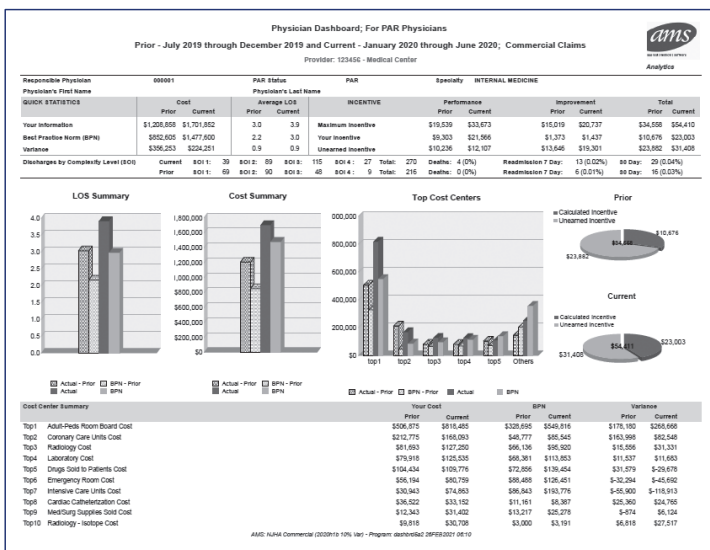 Physician Dashboard; For PAR Physicians
ams
Prior - July 2019 through December 2019 and Current - January 2020 through June 2020; Commercial Claims
Provider: 123456 - Medical Center
Analytics
Responsible Physician 000001 PAR Status PAR Specialty INTERNAL MEDICINE
Physician's First Name Physician's Last Name
QUICK STATISTICS Cost Average LOS INCENTIVE Performance Improvement Total
Prior Current Prior Current Prior Current Prior Current Prior Current
Your Information $1,208,858 $1,701,852 3.0 3.9 Maximum Incentive $19,539 $33,673 $15,019 $20,737 $34,558 $54,410
Best Practice Norm (BPN) $852,605 $1,477,600 2.2 3.0 Your Incentive $9,303 $21,566 $1,373 $1,437 $10,676 $23,003
Variance $356,253 $224,251 0.9 0.9 Unearned Incentive $10,236 $12,107 $13,646 $19,301 $23,882 $31,408
Discharges by Complexity Level (SOI) Current SOI 1: 39 SOI 2: 89 SOI 3: 115 SOI 4: 27 Total: 270 Deaths: 4 (0%) Readmission 7 Day: 13 (0.02%) 30 Day: 29 (0.04%)
Prior SOI 1: 69 SOI 2: 90 SOI 3: 48 SOI 4: 9 Total: 216 Deaths: 0 (0%) Readmission 7 Day: 6 (0.01%) 30 Day: 16 (0.03%)
LOS Summary
4.0
3.5
3.0
2.5
2.0
1.5
1.0
0.5
0.0
Actual - Prior BPN - Prior
Actual BPN
Cost Summary
1,800,000
1,600,000
1,400,000
1,200,000
1,000,000
$800,000
$600,000
$400,000
$200,000
$0
Actual - Prior BPN - Prior
Actual BPN
Top Cost Centers
000,000
800,000
600,000
400,000
200,000
$0
top1 top2 top3 top4 top5 Others
Actual - Prior BPN - Prior Actual BPN
Prior
Calculated Incentive
Unearned Incentive
$10,676
$23,882
Current
Calculated Incentive
Unearned Incentive
$23,003
$54,411
$31,408
Cost Center Summary Your Cost BPN Variance
Prior Current Prior Current Prior Current
Top1 Adult-Peds Room Board Cost $506,875 $818,485 $328,695 $549,816 $178,180 $268,668
Top2 Coronary Care Units Cost $212,775 $168,093 $48,777 $85,545 $163,998 $82,548
Top3 Radiology Cost $81,693 $127,250 $66,136 $95,920 $15,556 $31,331
Top4 Laboratory Cost $79,918 $125,535 $68,381 $113,853 $11,537 $11,683
Top5 Drugs Sold to Patients Cost $104,434 $109,776 $72,856 $139,454 $31,579 $-29,678
Top6 Emergency Room Cost $56,194 $80,759 $88,488 $126,451 $-32,294 $-45,692
Top7 Intensive Care Units Cost $30,943 $74,863 $86,843 $193,776 $-55,900 $-118,913
Top8 Cardiac Catheterization Cost $36,522 $33,152 $11,161 $8,387 $25,360 $24,765
Top9 Med/Surg Supplies Sold Cost $12,343 $31,402 $13,217 $25,278 $-874 $6,124
Top10 Radiology - Isotope Cost $9,818 $30,708 $3,000 $3,191 $6,818 $27,517
AMS: NJHA Commercial (2020h1b 10% Var) - Program: dashbrd6a2 26FEB2021 06:10